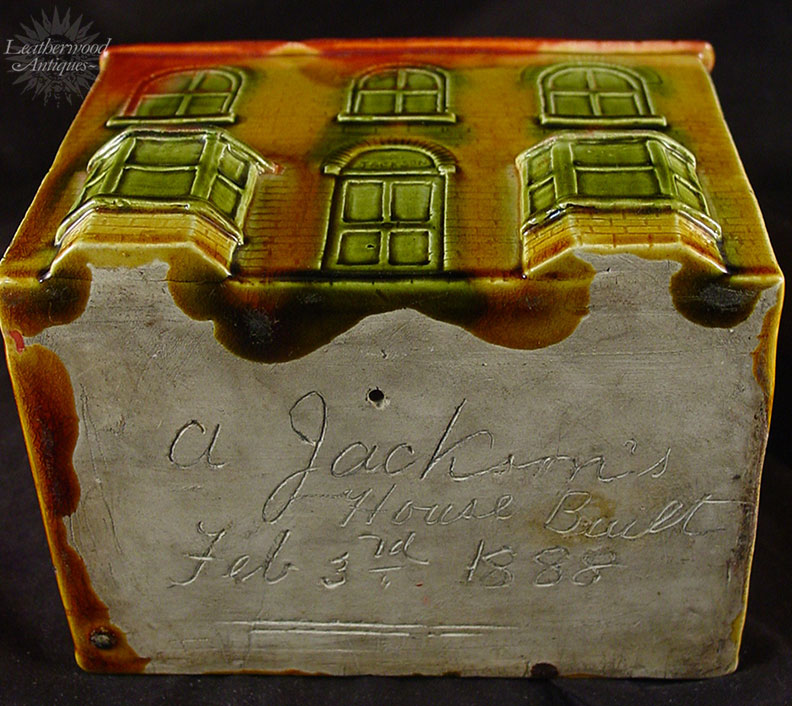 Leatherwood
Antiques
a Jackson's
House Built
Feb 3rd 1888